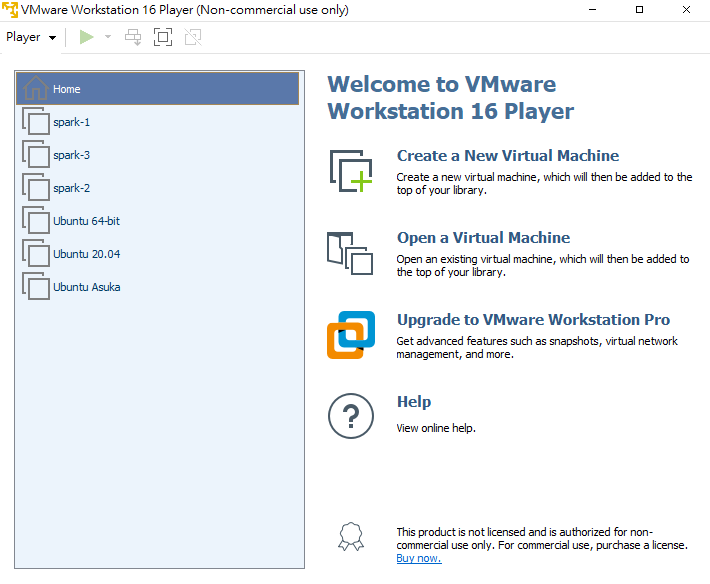 VMware Workstation 16 Player (Non-commercial use only)
Player
Home
spark-1
spark-3
spark-2
Ubuntu 64-bit
Ubuntu 20.04
Ubuntu Asuka
Welcome to VMware
Workstation 16 Player
Create a New Virtual Machine
Create a new virtual machine, which will then be added to the
top of your library.
Open a Virtual Machine
Open an existing virtual machine, which will then be added to
the top of your library.
Upgrade to VMware Workstation Pro
Get advanced features such as snapshots, virtual network
management, and more.
Help
View online help.
This product is not licensed and is authorized for non-
commercial use only. For commercial use, purchase a license.
Buy now.